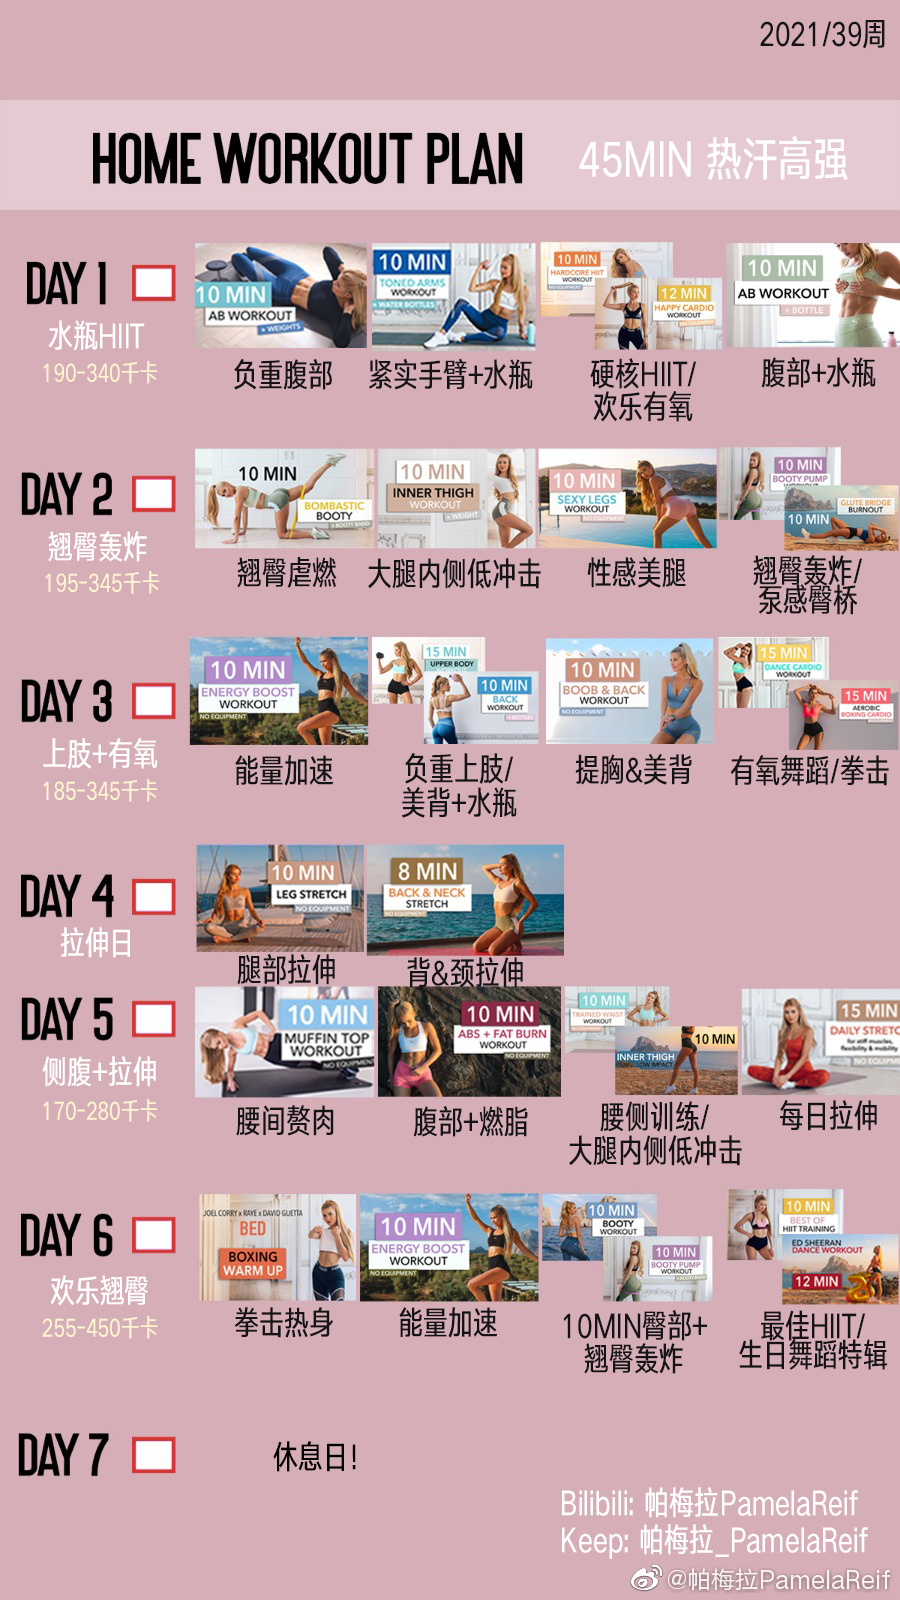 2021/39周
HOME WORKOUT PLAN
45MIN 热汗高强
DAY 1
水瓶HIIT
190-340千卡
10 MIN
AB WORKOUT
+ WEIGHTS
负重腹部
10 MIN
TONED ARMS
WORKOUT
+ WATER BOTTLES
紧实手臂+水瓶
10 MIN
HARDCORE HIIT
WORKOUT
NO EQUIPMENT
12 MIN
HAPPY CARDIO
WORKOUT
硬核HIIT/
欢乐有氧
10 MIN
AB WORKOUT
+ BOTTLE
腹部+水瓶
DAY 2
翘臀轰炸
195-345千卡
10 MIN
BOMBASTIC
BOOTY
+ BOOTY BAND
翘臀虐燃
10 MIN
INNER THIGH
WORKOUT
+ WEIGHT
大腿内侧低冲击
10 MIN
SEXY LEGS
WORKOUT
NO EQUIPMENT
性感美腿
10 MIN
BOOTY PUMP
WORKOUT
GLUTE BRIDGE
BURNOUT
10 MIN
翘臀轰炸/
泵感臀桥
DAY 3
上肢+有氧
185-345千卡
10 MIN
ENERGY BOOST
WORKOUT
NO EQUIPMENT
能量加速
15 MIN
UPPER BODY
10 MIN
BACK
WORKOUT
+ BOTTLES
负重上肢/
美背+水瓶
10 MIN
BOOB & BACK
WORKOUT
NO EQUIPMENT
提胸&美背
15 MIN
DANCE CARDIO
WORKOUT
15 MIN
AEROBIC
BOXING CARDIO
有氧舞蹈/拳击
DAY 4
拉伸日
10 MIN
LEG STRETCH
NO EQUIPMENT
腿部拉伸
8 MIN
BACK & NECK
STRETCH
NO EQUIPMENT
背&颈拉伸
DAY 5
侧腹+拉伸
170-280千卡
10 MIN
MUFFIN TOP
WORKOUT
NO EQUIPMENT
腰间赘肉
10 MIN
ABS + FAT BURN
WORKOUT
NO EQUIPMENT
腹部+燃脂
10 MIN
TRAINED WAIST
WORKOUT
NO EQUIPMENT
10 MIN
INNER THIGH
LOW IMPACT
腰侧训练/
大腿内侧低冲击
15 MIN
DAILY STRETC
for stiff muscles,
flexibility & mobility
NO EQUIPMENT
每日拉伸
DAY 6
欢乐翘臀
255-450千卡
JOEL CORRY x RAYE x DAVID GUETTA
BED
BOXING
WARM UP
拳击热身
10 MIN
ENERGY BOOST
WORKOUT
NO EQUIPMENT
能量加速
10 MIN
BOOTY
WORKOUT
10 MIN
BOOTY PUMP
WORKOUT
+ BOOTY BAND
10MIN臀部+
翘臀轰炸
10 MIN
BEST OF
HIIT TRAINING
ED SHEERAN
DANCE WORKOUT
12 MIN
最佳HIIT/
生日舞蹈特辑
DAY 7
休息日!
Bilibili: 帕梅拉PamelaReif
Keep: 帕梅拉_PamelaReif
@帕梅拉PamelaReif